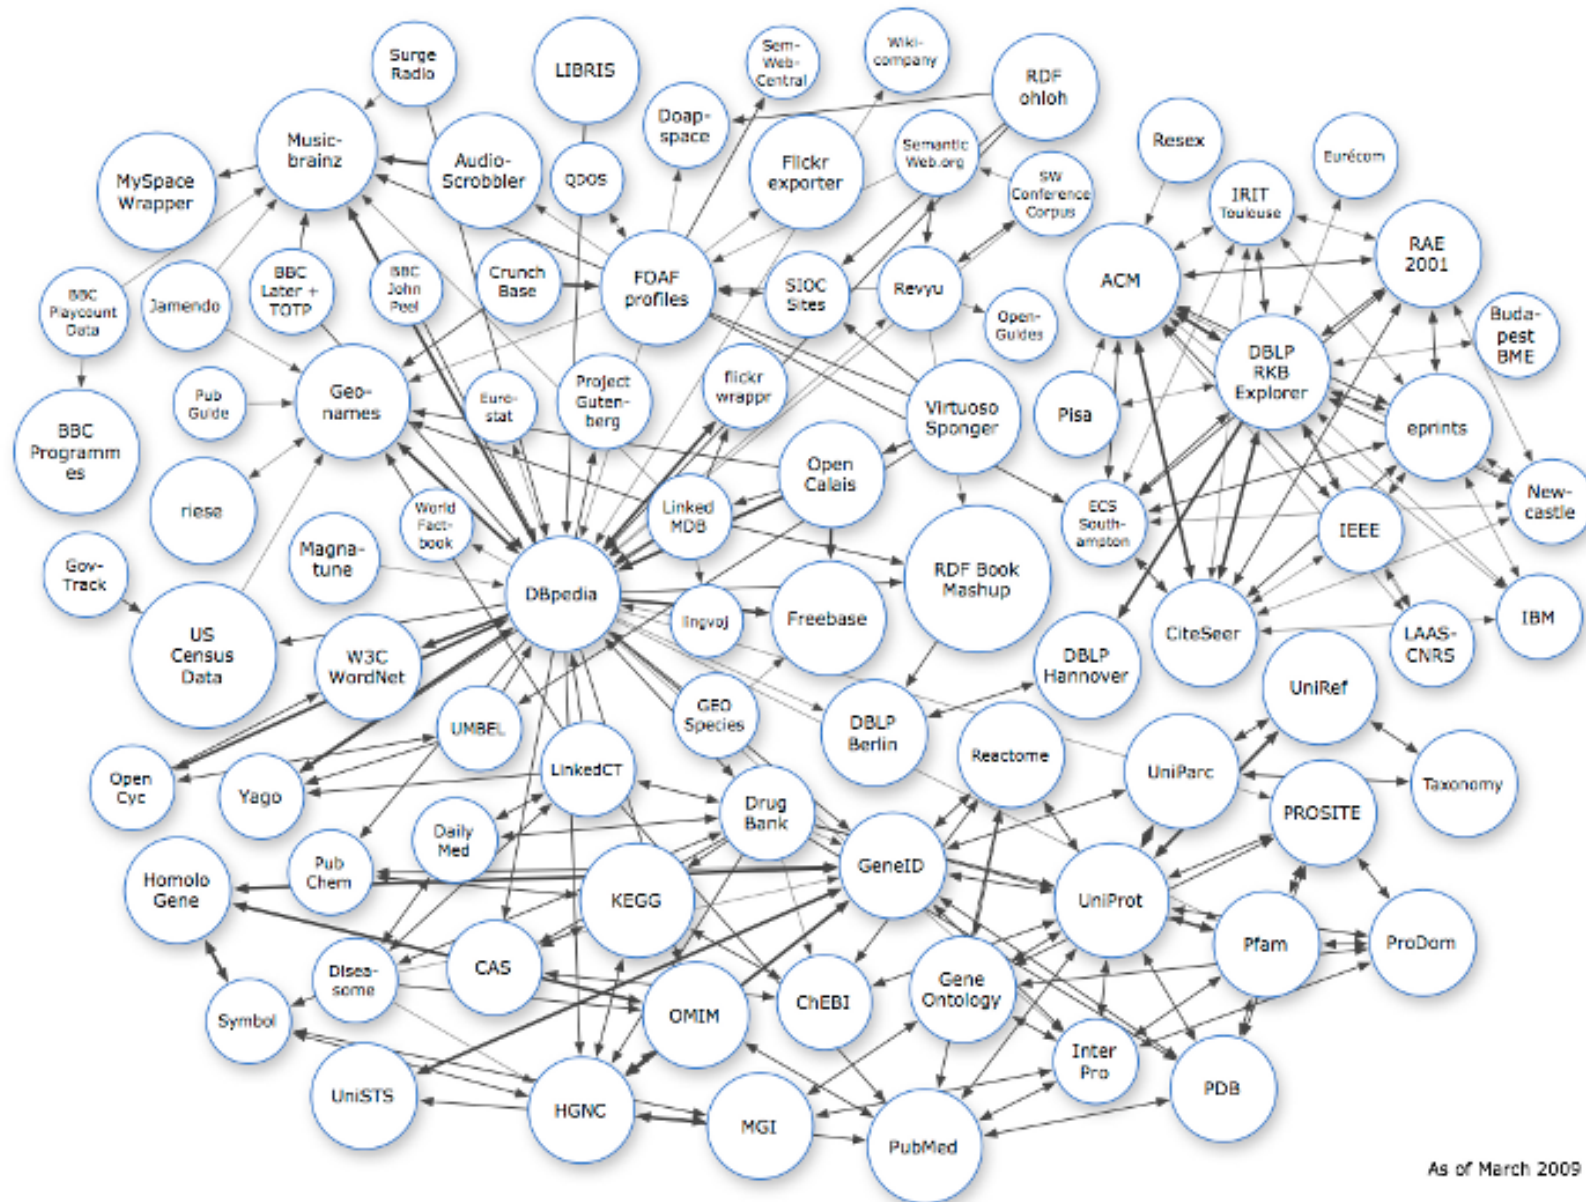 Surge
Radio
LIBRIS
Sem-
Web-
Central
Wiki-
company
RDF
ohloh
Music-
brainz
MySpace
Wrapper
Audio-
Scrobbler
QDOS
Doap-
space
Flickr
exporter
Semantic
Web.org
SW
Conference
Corpus
Resex
Eurécom
IRIT
Toulouse
RAE
2001
BBC
Playcount
Data
Jamendo
BBC
Later +
TOTP
BBC
John
Peel
Crunch
Base
FOAF
profiles
SIOC
Sites
Revyu
Open-
Guides
ACM
DBLP
RKB
Explorer
Buda-
pest
BME
Pub
Guide
Geo-
names
Euro-
stat
Project
Guten-
berg
flickr
wrappr
Virtuoso
Sponger
Pisa
eprints
BBC
Programm
es
riese
World
Fact-
book
Linked
MDB
Open
Calais
ECS
South-
ampton
IEEE
New-
castle
Gov-
Track
Magna-
tune
DBpedia
RDF Book
Mashup
Freebase
lingvoj
CiteSeer
LAAS-
CNRS
IBM
US
Census
Data
W3C
WordNet
UMBEL
GEO
Species
DBLP
Berlin
DBLP
Hannover
UniRef
Open
Cyc
Yago
LinkedCT
Reactome
UniParc
Taxonomy
Daily
Med
Drug
Bank
PROSITE
Homolo
Gene
Pub
Chem
KEGG
GeneID
UniProt
Pfam
ProDom
Disea-
some
CAS
ChEBI
Gene
Ontology
Symbol
OMIM
Inter
Pro
PDB
UniSTS
HGNC
MGI
PubMed
As of March 2009